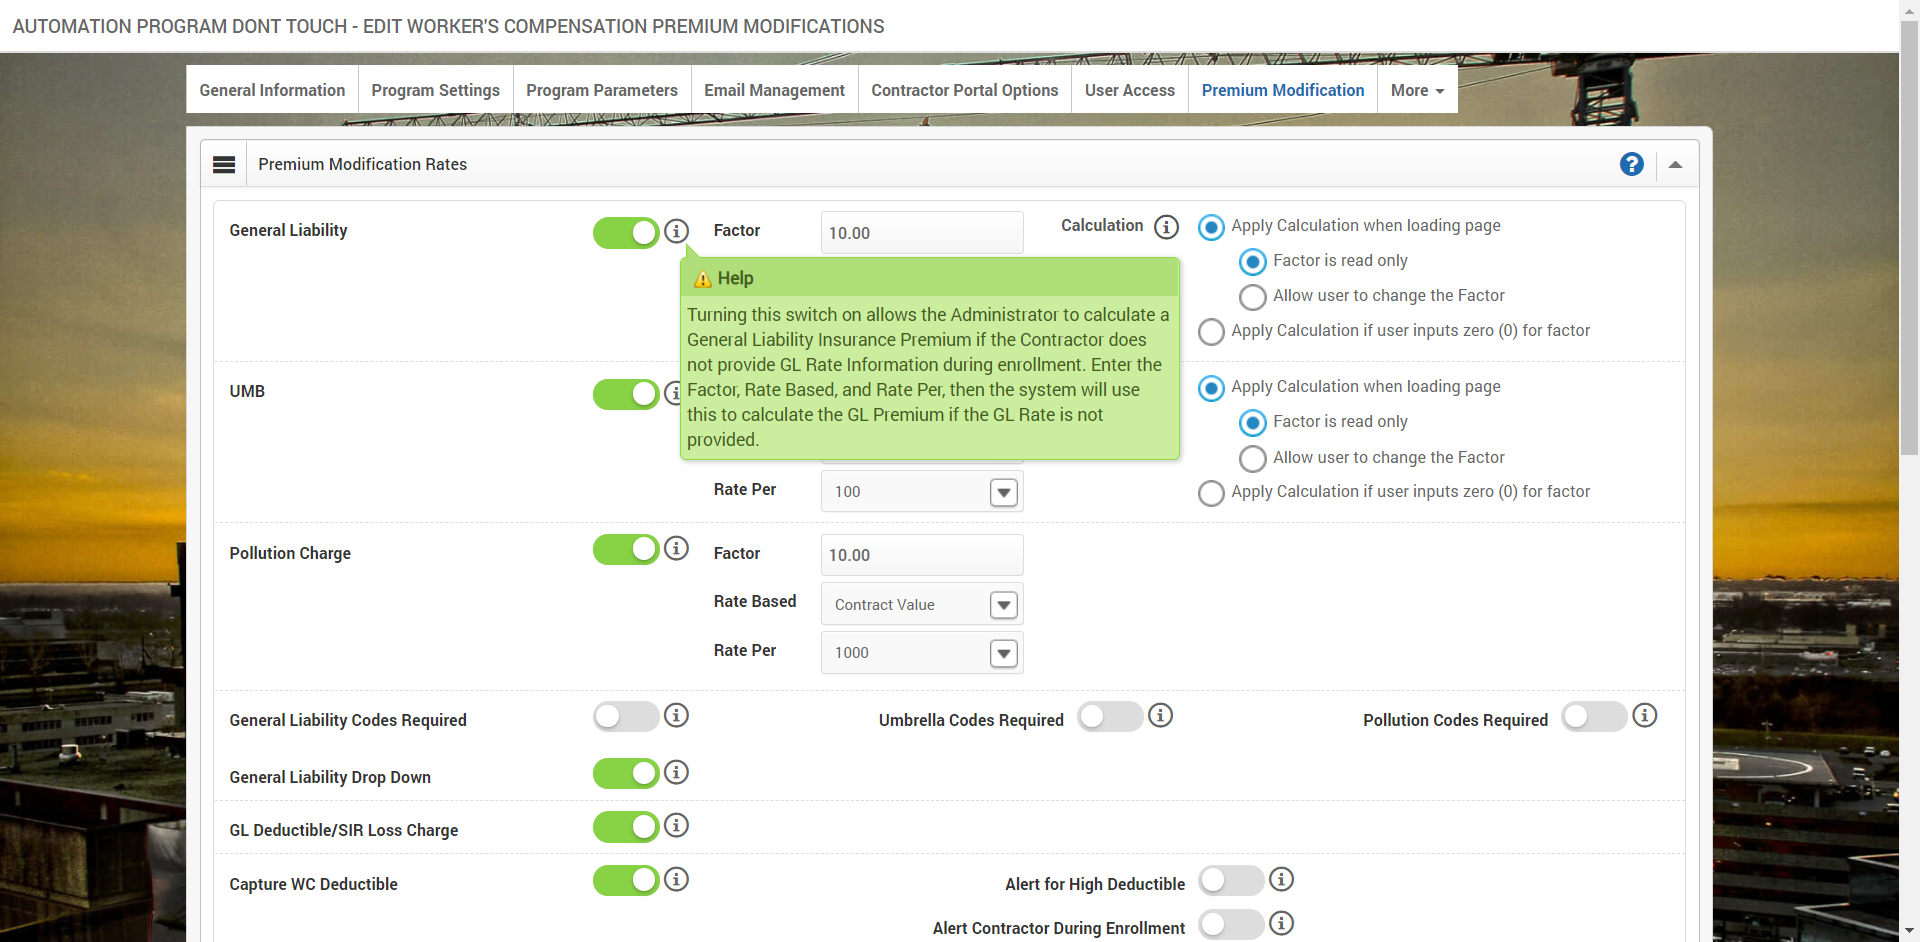 AUTOMATION PROGRAM DONT TOUCH - EDIT WORKER'S COMPENSATION PREMIUM MODIFICATIONS
General Information
Program Settings
Program Parameters
Email Management
Contractor Portal Options
User Access
Premium Modification
More
Premium Modification Rates
General Liability
Factor
10.00
Calculation
Apply Calculation when loading page
Factor is read only
Allow user to change the Factor
Apply Calculation if user inputs zero (0) for factor
Help
Turning this switch on allows the Administrator to calculate a
General Liability Insurance Premium if the Contractor does
not provide GL Rate Information during enrollment. Enter the
Factor, Rate Based, and Rate Per, then the system will use
this to calculate the GL Premium if the GL Rate is not
provided.
UMB
Apply Calculation when loading page
Factor is read only
Allow user to change the Factor
Apply Calculation if user inputs zero (0) for factor
Rate Per
100
Pollution Charge
Factor
10.00
Rate Based
Contract Value
Rate Per
1000
General Liability Codes Required
Umbrella Codes Required
Pollution Codes Required
General Liability Drop Down
GL Deductible/SIR Loss Charge
Capture WC Deductible
Alert for High Deductible
Alert Contractor During Enrollment